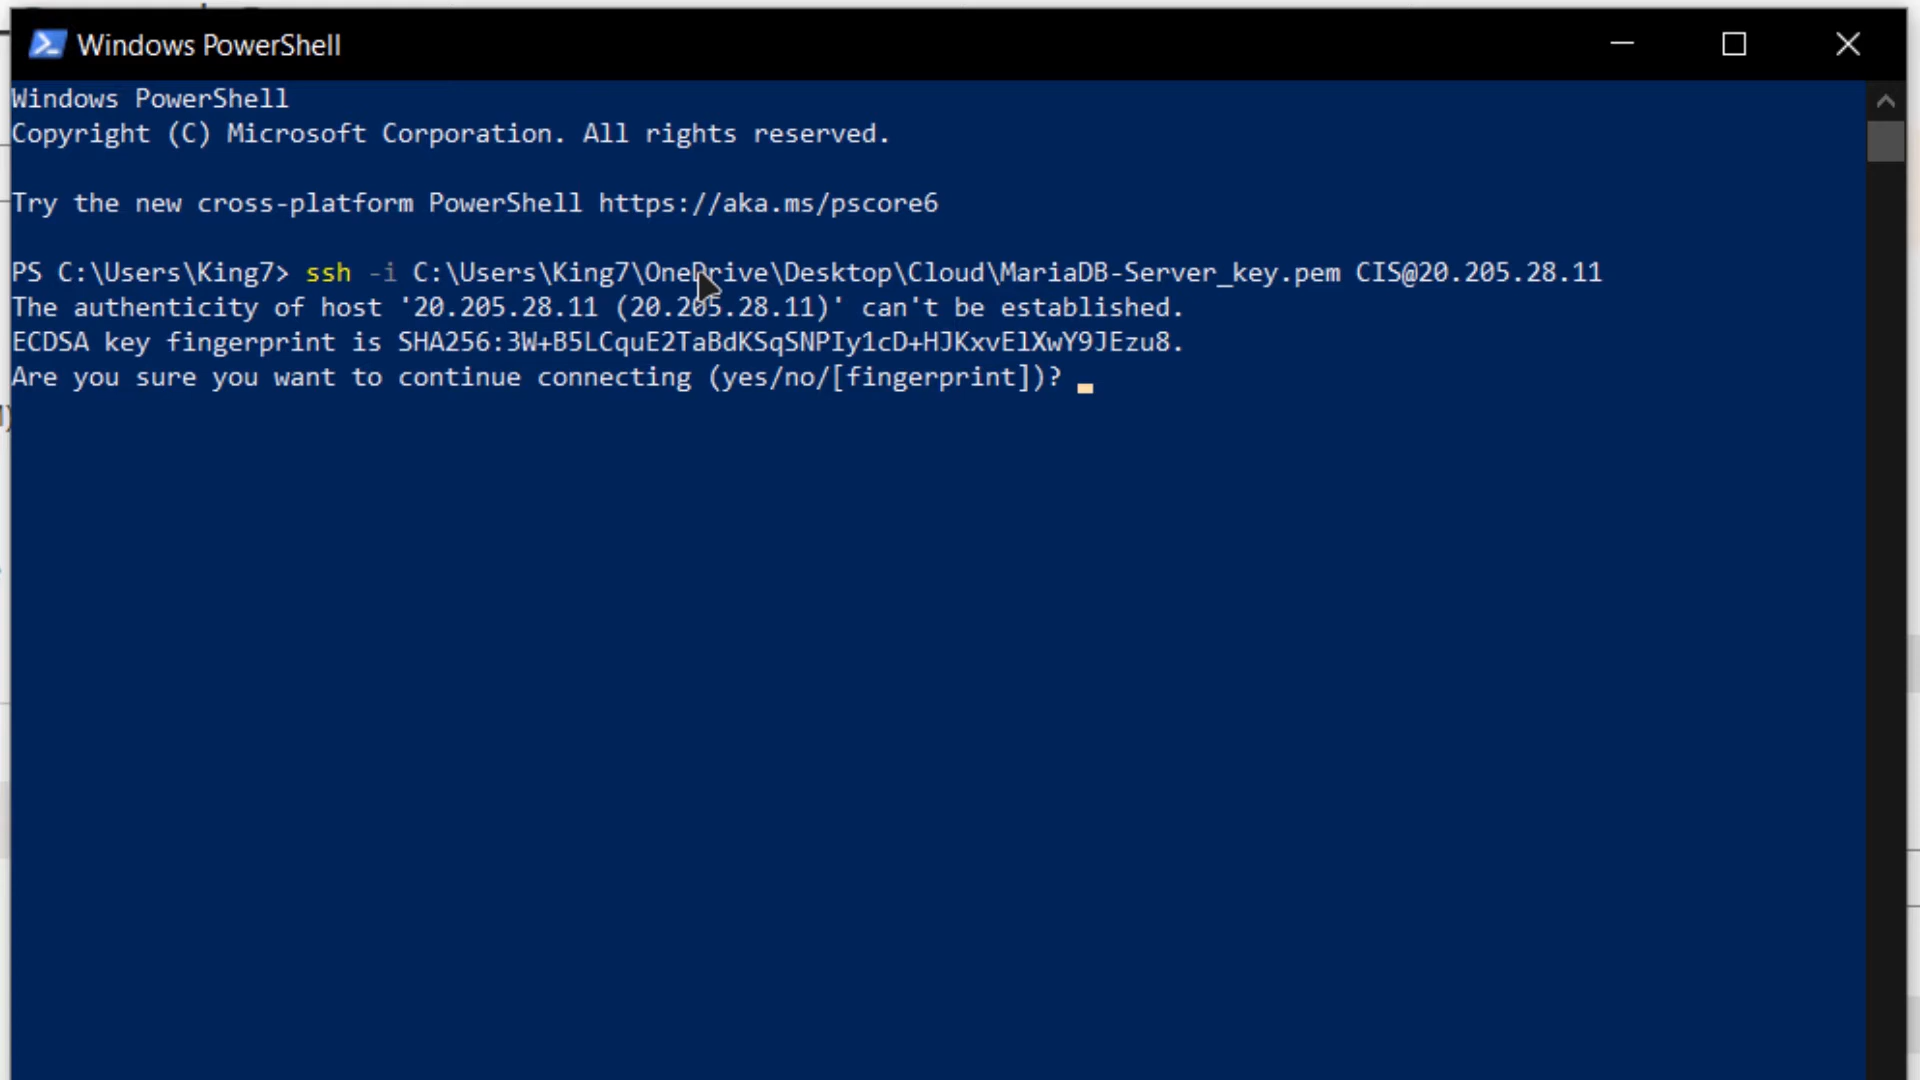 Windows PowerShell
Windows PowerShell
Copyright (C) Microsoft Corporation. All rights reserved.
Try the new cross-platform PowerShell https://aka.ms/pscore6
PS C:\Users\King7> ssh -i C:\Users\King7\OneDrive\Desktop\Cloud\MariaDB-Server_key.pem CIS@20.205.28.11
The authenticity of host '20.205.28.11 (20.205.28.11)' can't be established.
ECDSA key fingerprint is SHA256:3W+B5LCquE2TaBdKSqSNPIy1cD+HJKxvElXwY9JEzu8.
Are you sure you want to continue connecting (yes/no/[fingerprint])?